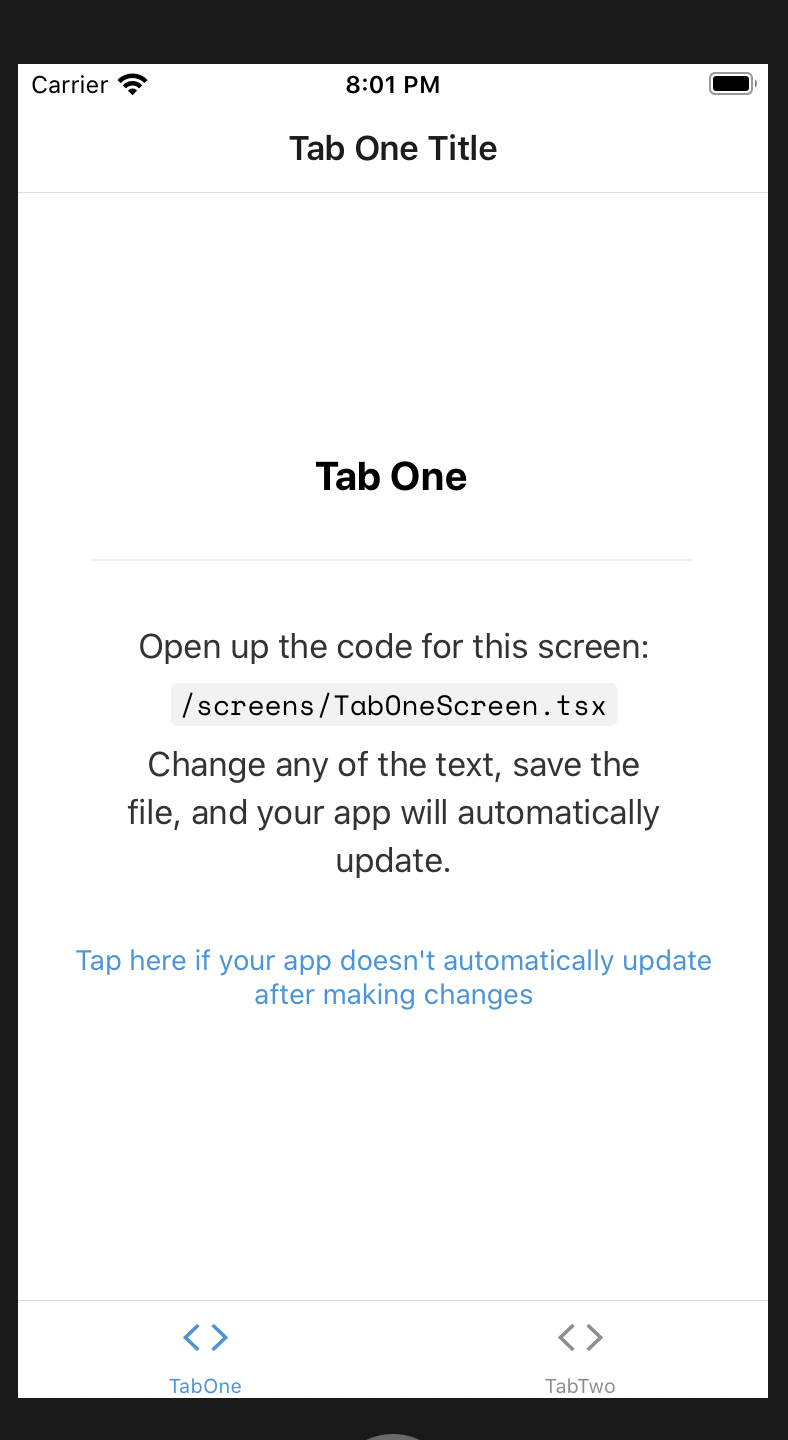 Carrier 8:01 PM
Tab One Title
Tab One
Open up the code for this screen:
/screens/TabOneScreen.tsx
Change any of the text, save the
file, and your app will automatically
update.
Tap here if your app doesn't automatically update
after making changes
TabOne TabTwo